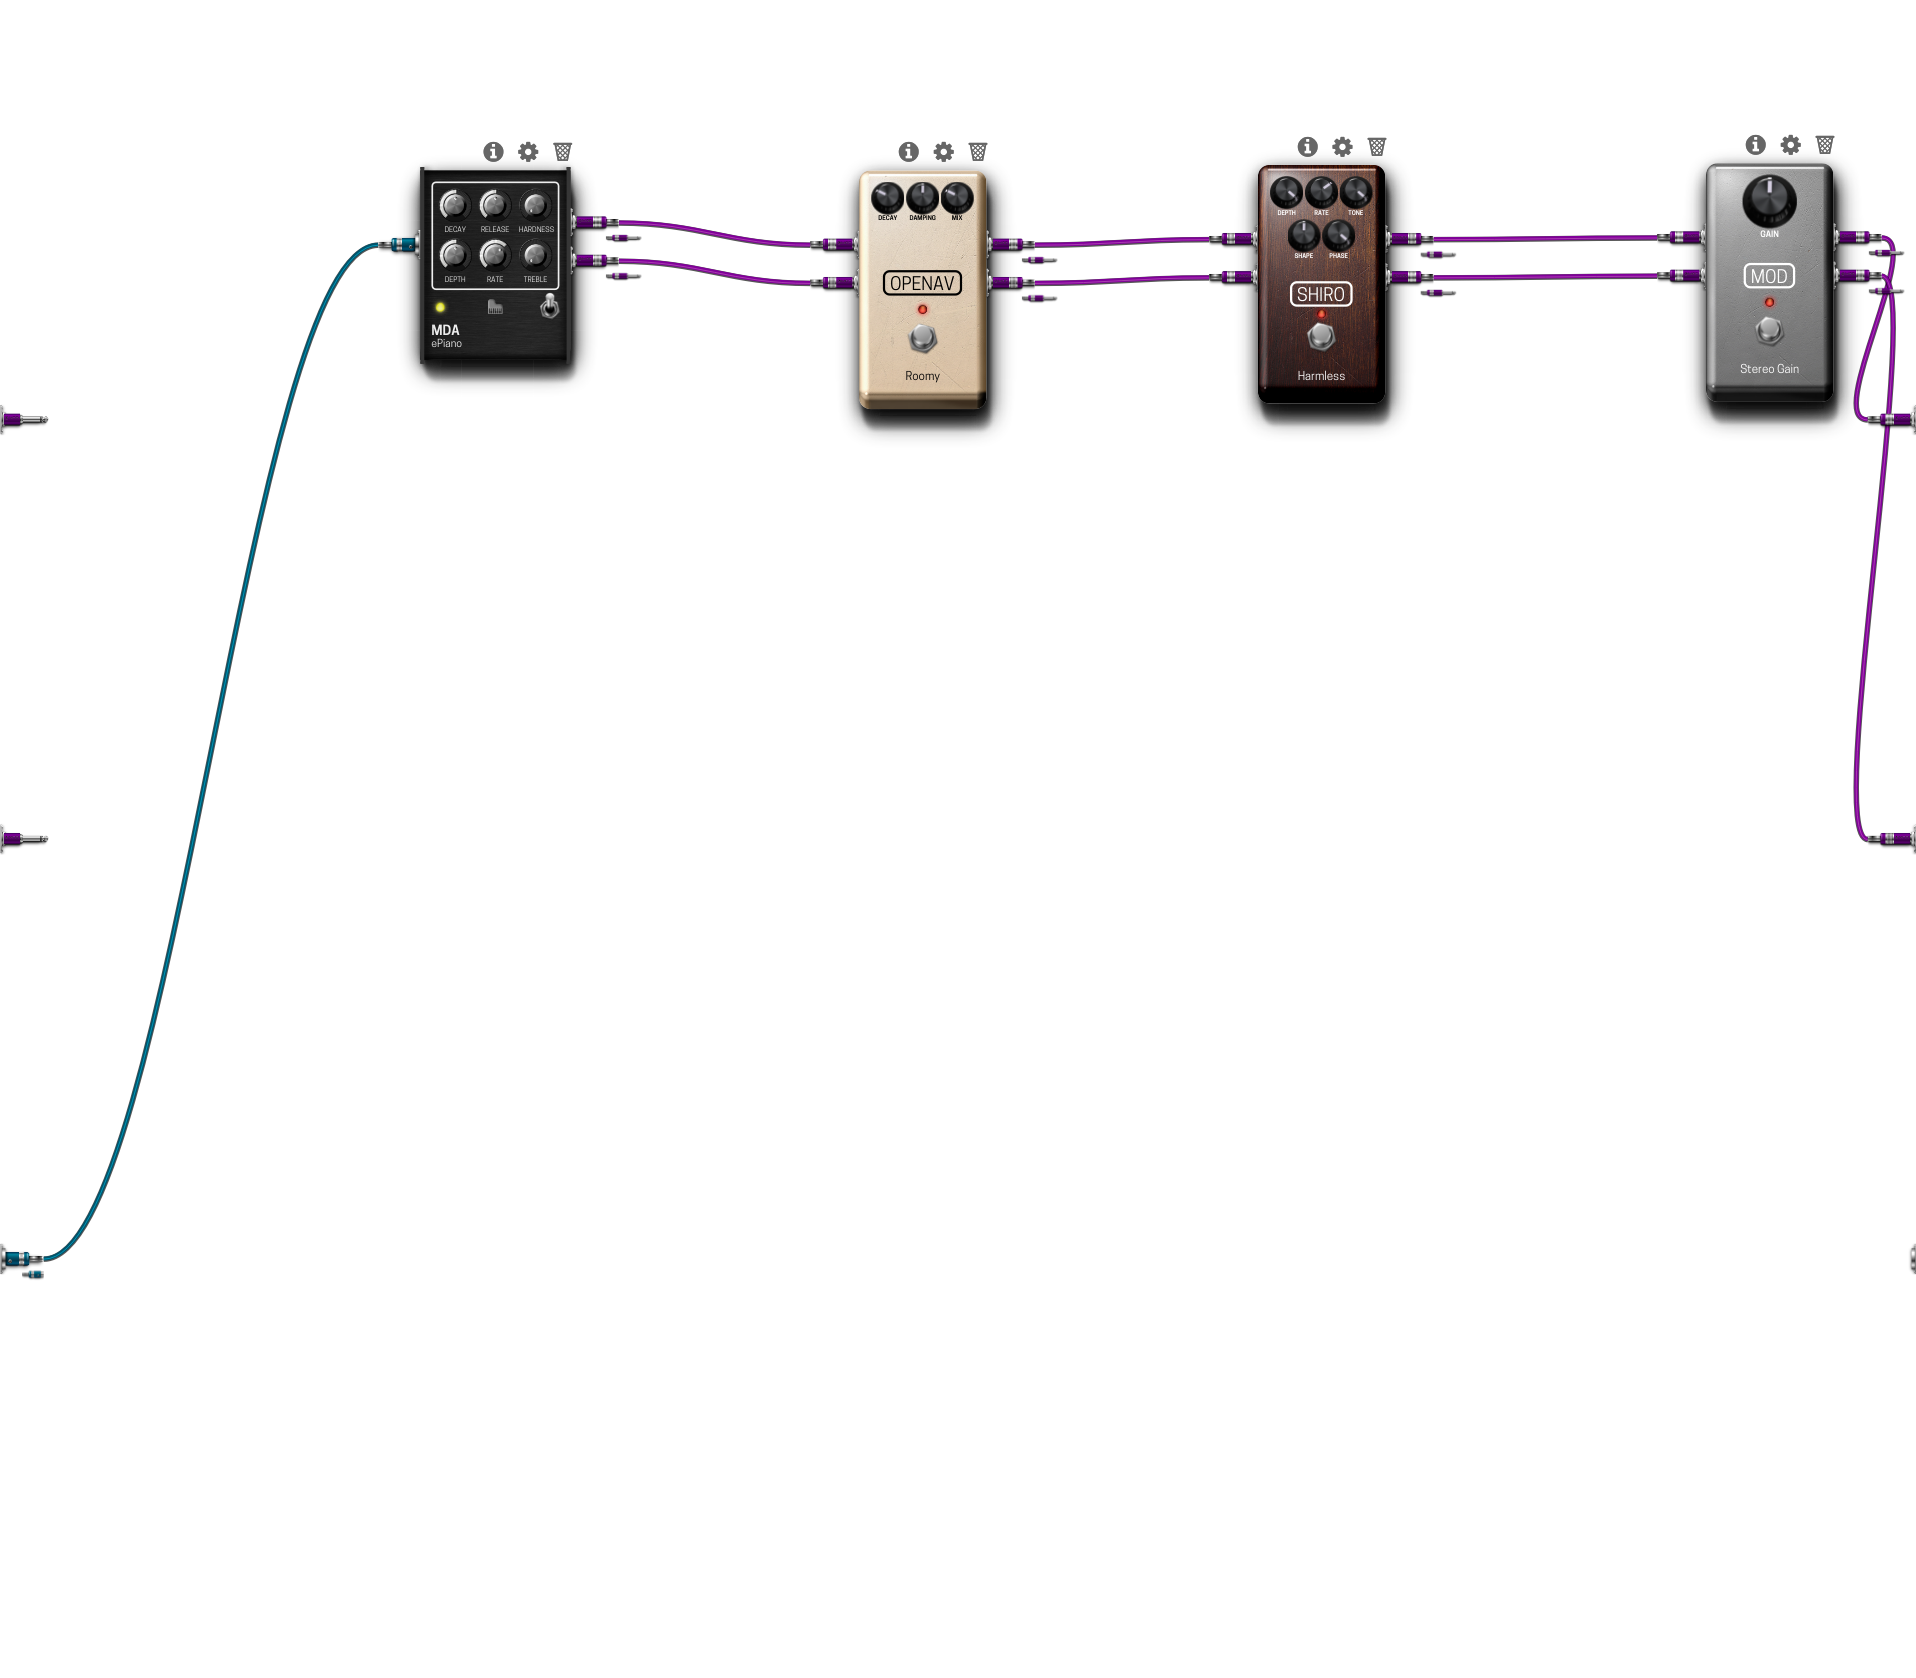 DECAY RELEASE HARDNESS
DEPTH RATE TREBLE
MDA
ePiano
DECAY DAMPING MIX
OPENAV
Roomy
DEPTH RATE TONE
SHAPE PHASE
SHIRO
Harmless
GAIN
MOD
Stereo Gain